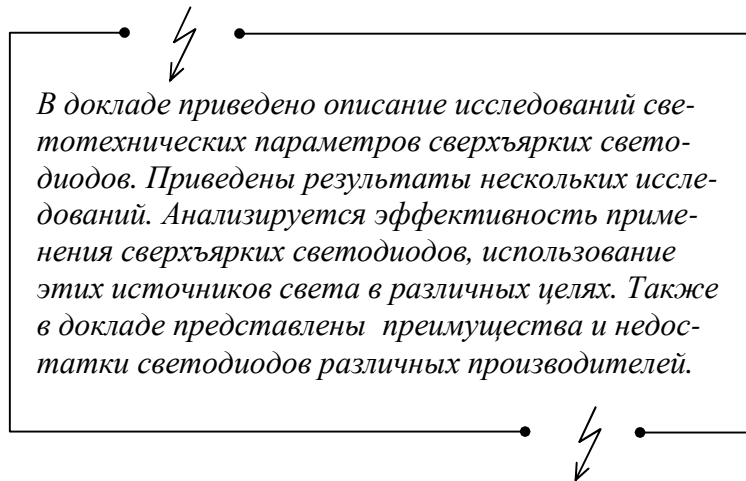 В докладе приведено описание исследований све-
тотехнических параметров сверхъярких свето-
диодов. Приведены результаты нескольких иссле-
дований. Анализируется эффективность приме-
нения сверхъярких светодиодов, использование
этих источников света в различных целях. Также
в докладе представлены  преимущества и недос-
татки светодиодов различных производителей.